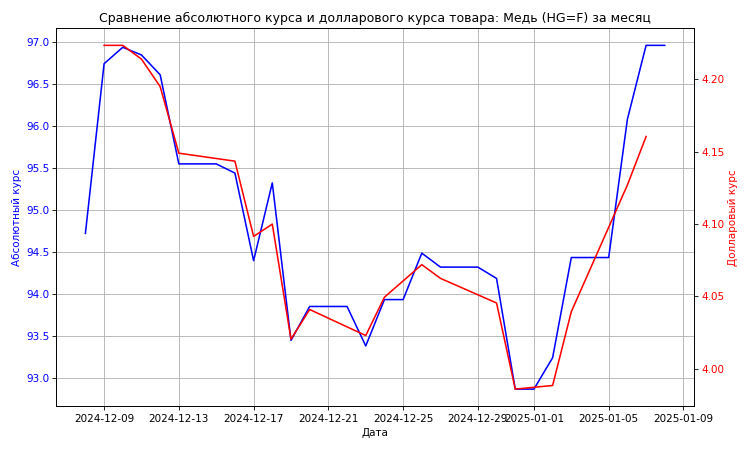 Сравнение абсолютного курса и долларового курса товара: Медь (HG=F) за месяц
97.0
96.5
96.0
95.5
95.0
94.5
94.0
93.5
93.0
Абсолютный курс
4.20
4.15
4.10
4.05
4.00
Долларовый курс
2024-12-09 2024-12-13 2024-12-17 2024-12-21 2024-12-25 2024-12-29 2025-01-01 2025-01-05 2025-01-09
Дата